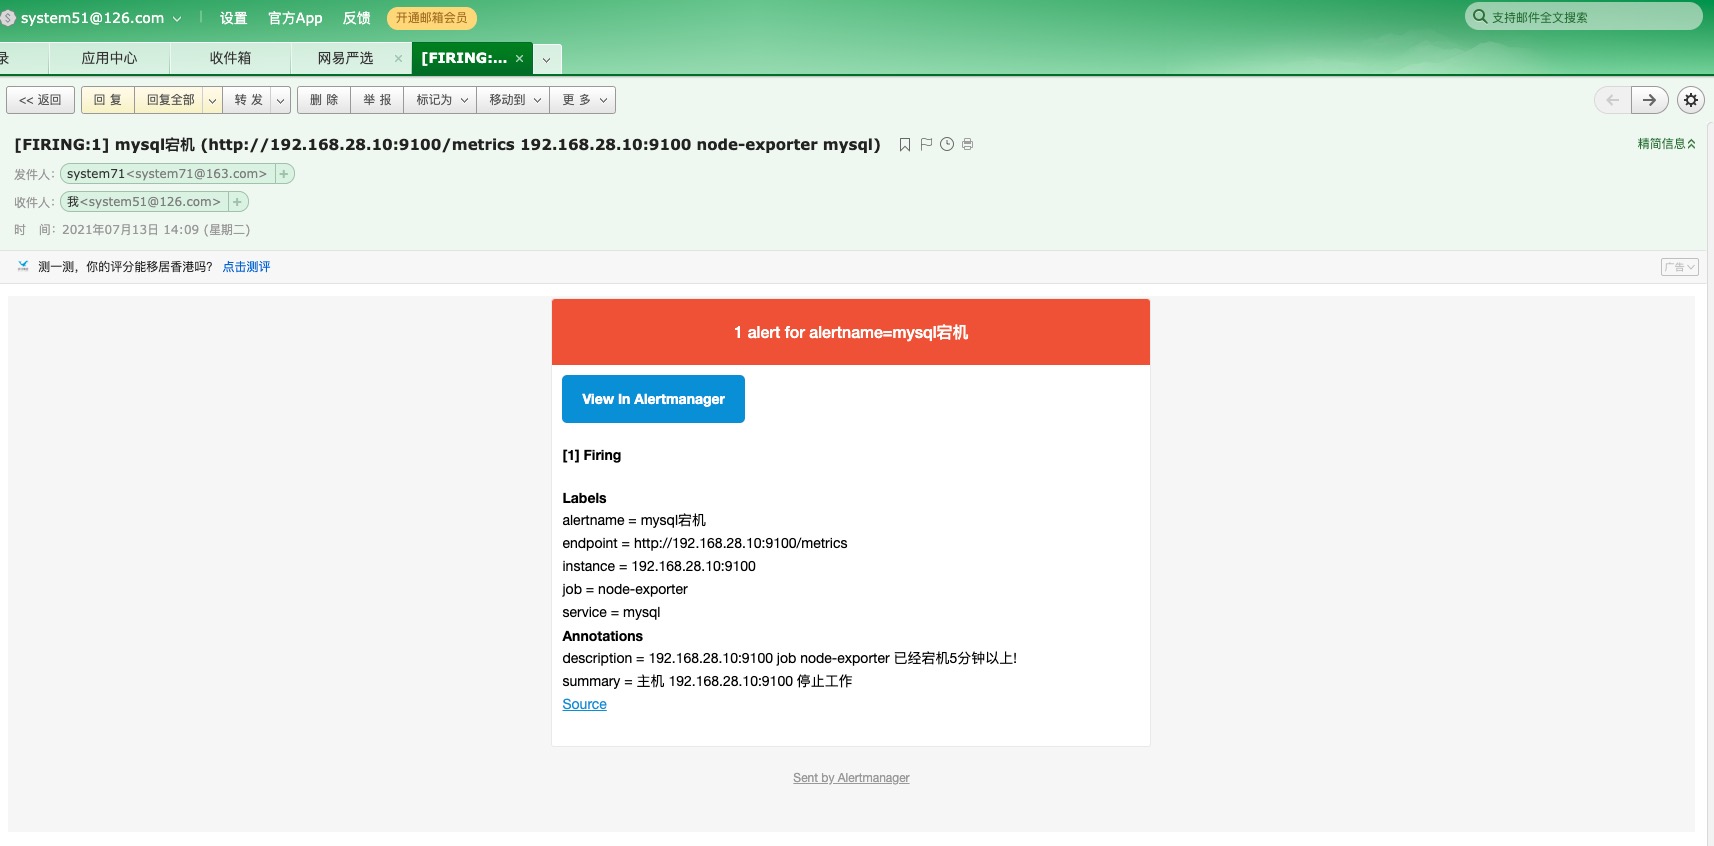 system51@126.com | 设置 官方App 反馈 开通邮箱会员 支持邮件全文搜索
录 应用中心 收件箱 网易严选 × [FIRING:... ×
<< 返回 回 复 回复全部 转 发 删 除 举 报 标记为 移动到 更 多
[FIRING:1] mysql宕机 (http://192.168.28.10:9100/metrics 192.168.28.10:9100 node-exporter mysql) 精简信息
发件人： system71<system71@163.com> +
收件人： 我<system51@126.com> +
时 间： 2021年07月13日 14:09 (星期二)
测一测，你的评分能移居香港吗？ 点击测评 广告
1 alert for alertname=mysql宕机
View In Alertmanager
[1] Firing
Labels
alertname = mysql宕机
endpoint = http://192.168.28.10:9100/metrics
instance = 192.168.28.10:9100
job = node-exporter
service = mysql
Annotations
description = 192.168.28.10:9100 job node-exporter 已经宕机5分钟以上!
summary = 主机 192.168.28.10:9100 停止工作
Source
Sent by Alertmanager